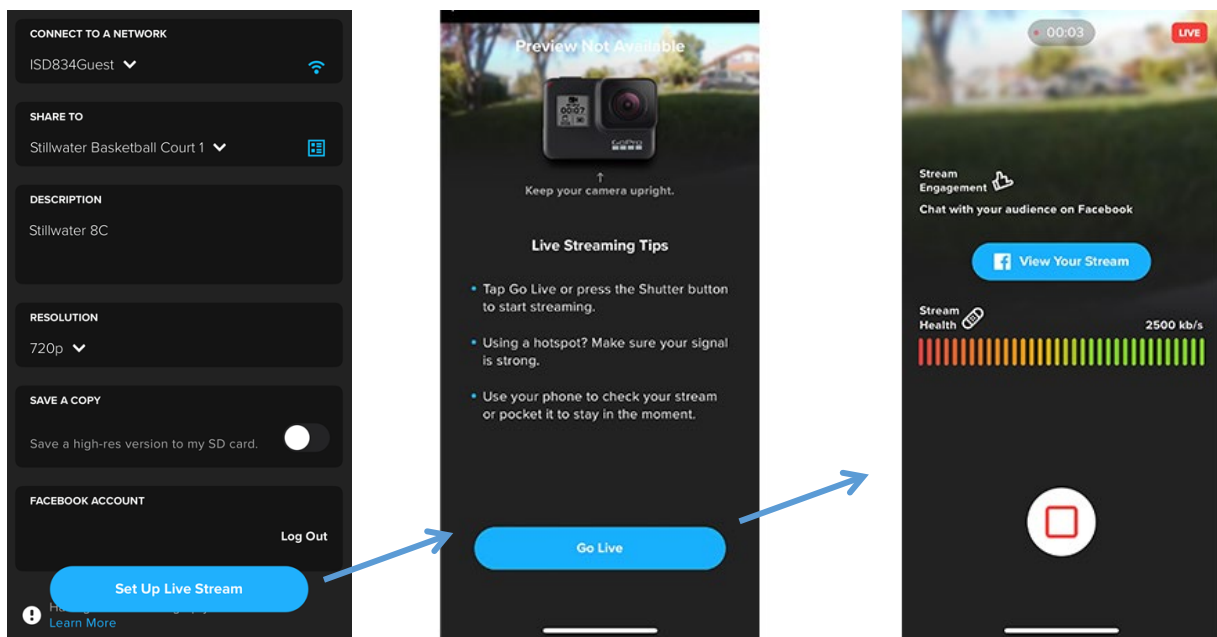 CONNECT TO A NETWORK
ISD834Guest
SHARE TO
Stillwater Basketball Court 1
DESCRIPTION
Stillwater 8C
RESOLUTION
720p
SAVE A COPY
Save a high-res version to my SD card.
FACEBOOK ACCOUNT
Log Out
Set Up Live Stream
Learn More
Preview Not Available
00:07
GoPro
Keep your camera upright.
Live Streaming Tips
Tap Go Live or press the Shutter button
to start streaming.
Using a hotspot? Make sure your signal
is strong.
Use your phone to check your stream
or pocket it to stay in the moment.
Go Live
00:03
LIVE
Stream
Engagement
Chat with your audience on Facebook
View Your Stream
Stream
Health
2500 kb/s